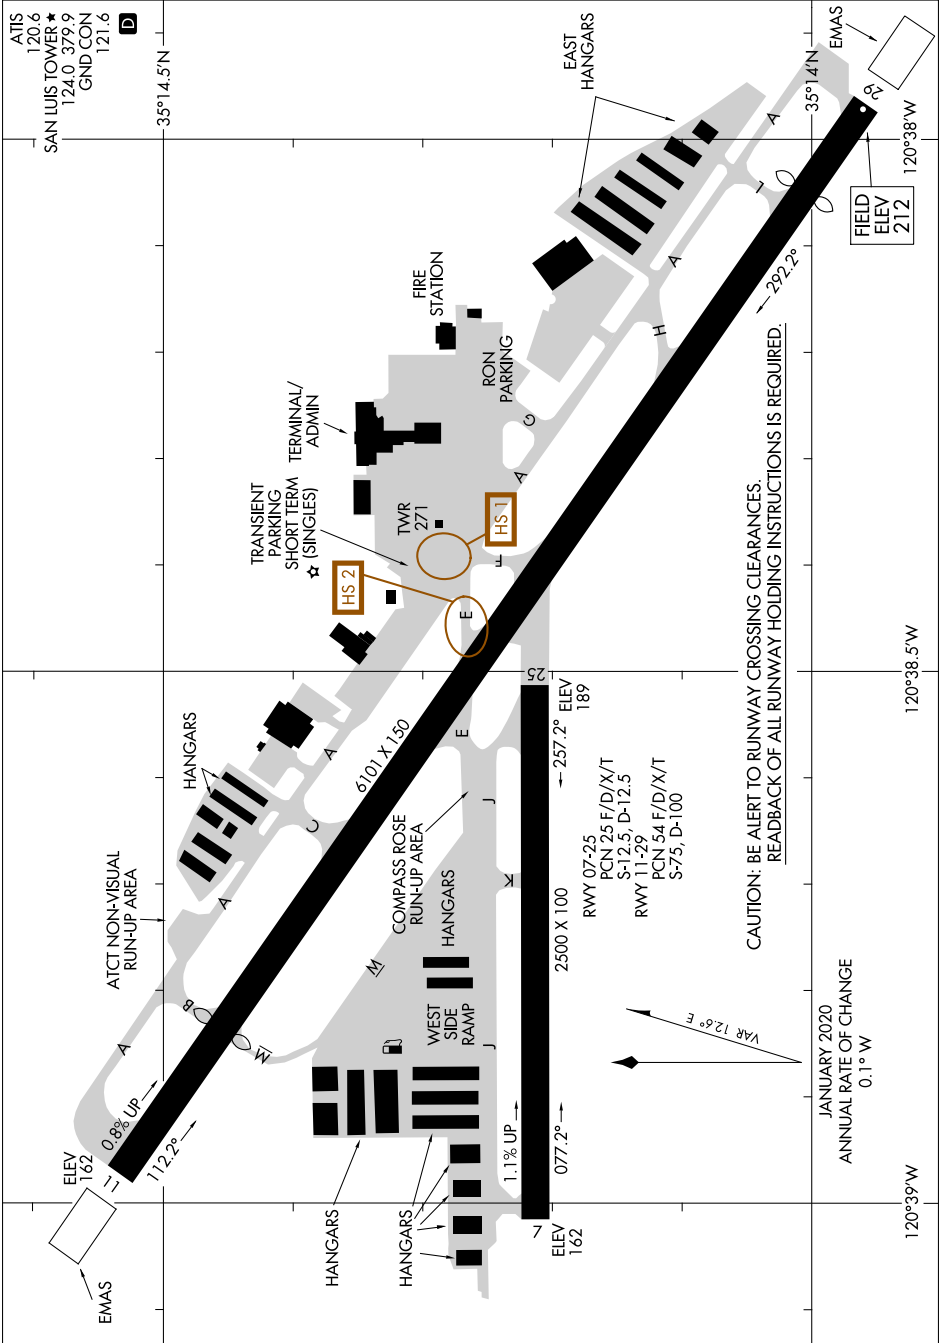 ATIS
120.6
SAN LUIS TOWER ★
124.0 379.9
GND CON
121.6
D
35°14.5'N
35°14'N
120°38'W
120°38.5'W
120°39'W
EMAS
EAST
HANGARS
29
FIELD
ELEV
212
A
L
A
292.2°
H
FIRE
STATION
RON
PARKING
G
A
TERMINAL/
ADMIN
TRANSIENT
PARKING
SHORT TERM
(SINGLES)
TWR
271
HS 1
HS 2
F
E
HANGARS
A
C
6101 X 150
E
J
25
ELEV
189
257.2°
COMPASS ROSE
RUN-UP AREA
K
HANGARS
ATCT NON-VISUAL
RUN-UP AREA
A
B
A
M
M
WEST
SIDE
RAMP
J
2500 X 100
RWY 07-25
PCN 25 F/D/X/T
S-12.5, D-12.5
RWY 11-29
PCN 54 F/D/X/T
S-75, D-100
CAUTION: BE ALERT TO RUNWAY CROSSING CLEARANCES.
READBACK OF ALL RUNWAY HOLDING INSTRUCTIONS IS REQUIRED.
VAR 12.6° E
JANUARY 2020
ANNUAL RATE OF CHANGE
0.1° W
0.8% UP
112.2°
ELEV
162
11
EMAS
HANGARS
HANGARS
1.1% UP
077.2°
7
ELEV
162